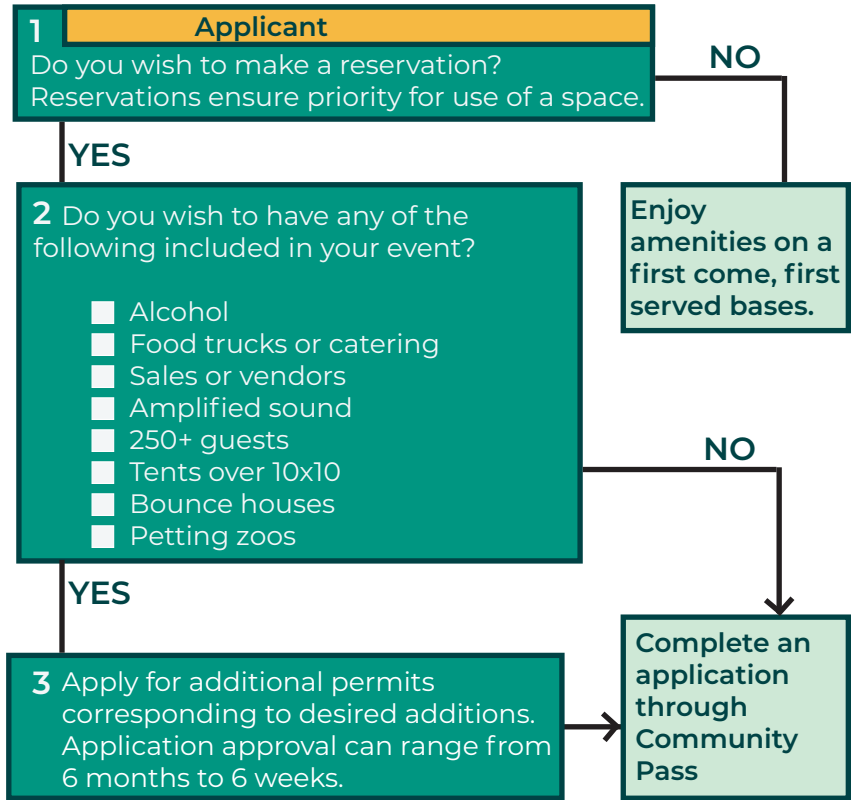 1
Applicant
Do you wish to make a reservation?
Reservations ensure priority for use of a space.
NO
YES
Enjoy
amenities on a
first come, first
served bases.
2 Do you wish to have any of the
following included in your event?
Alcohol
Food trucks or catering
Sales or vendors
Amplified sound
250+ guests
Tents over 10x10
Bounce houses
Petting zoos
NO
YES
3 Apply for additional permits
corresponding to desired additions.
Application approval can range from
6 months to 6 weeks.
Complete an
application
through
Community
Pass